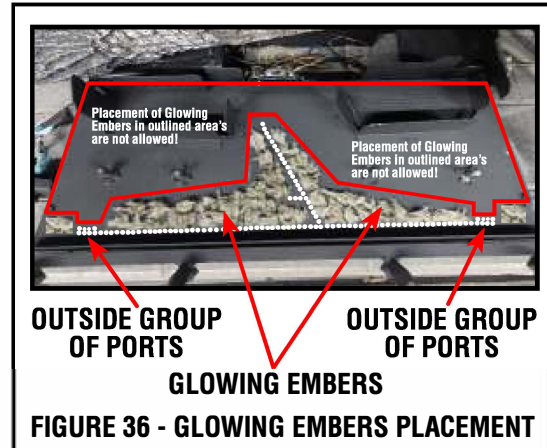 Placement of Glowing
Embers in outlined area's
are not allowed!
Placement of Glowing
Embers in outlined area's
are not allowed!
OUTSIDE GROUP
OF PORTS
OUTSIDE GROUP
OF PORTS
GLOWING EMBERS
FIGURE 36 - GLOWING EMBERS PLACEMENT